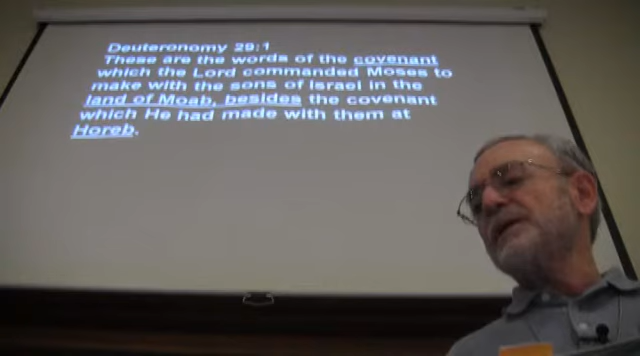 Deuteronomy 29:1
These are the words of the covenant
which the Lord commanded Moses to
make with the sons of Israel in the
land of Moab, besides the covenant
which He had made with them at
Horeb.